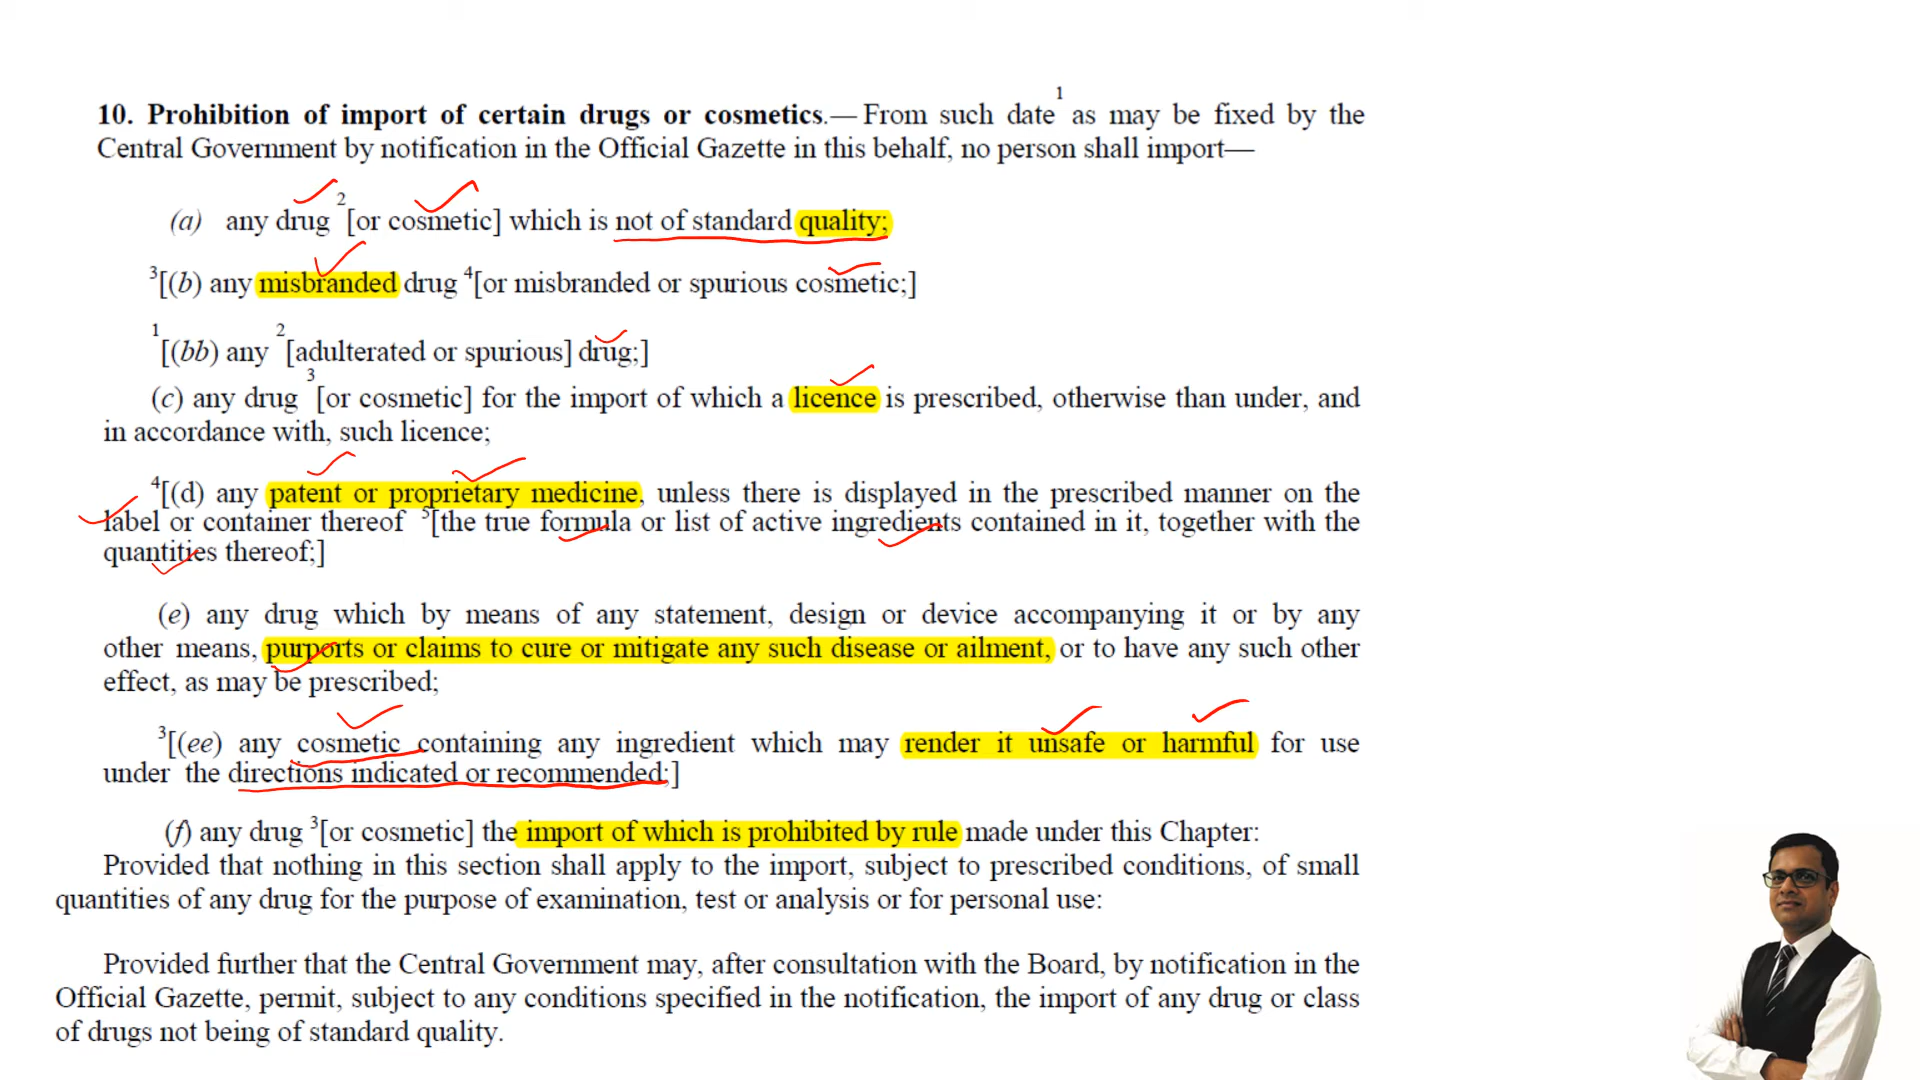 10. Prohibition of import of certain drugs or cosmetics.— From such date1 as may be fixed by the
Central Government by notification in the Official Gazette in this behalf, no person shall import—
(a) any drug 2[or cosmetic] which is not of standard quality;
3[(b) any misbranded drug 4[or misbranded or spurious cosmetic;]
1[(bb) any 2[adulterated or spurious] drug;]
(c) any drug 3[or cosmetic] for the import of which a licence is prescribed, otherwise than under, and
in accordance with, such licence;
4[(d) any patent or proprietary medicine, unless there is displayed in the prescribed manner on the
label or container thereof 5[the true formula or list of active ingredients contained in it, together with the
quantities thereof;]
(e) any drug which by means of any statement, design or device accompanying it or by any
other means, purports or claims to cure or mitigate any such disease or ailment, or to have any such other
effect, as may be prescribed;
3[(ee) any cosmetic containing any ingredient which may render it unsafe or harmful for use
under the directions indicated or recommended;]
(f) any drug 3[or cosmetic] the import of which is prohibited by rule made under this Chapter:
Provided that nothing in this section shall apply to the import, subject to prescribed conditions, of small
quantities of any drug for the purpose of examination, test or analysis or for personal use:
Provided further that the Central Government may, after consultation with the Board, by notification in the
Official Gazette, permit, subject to any conditions specified in the notification, the import of any drug or class
of drugs not being of standard quality.